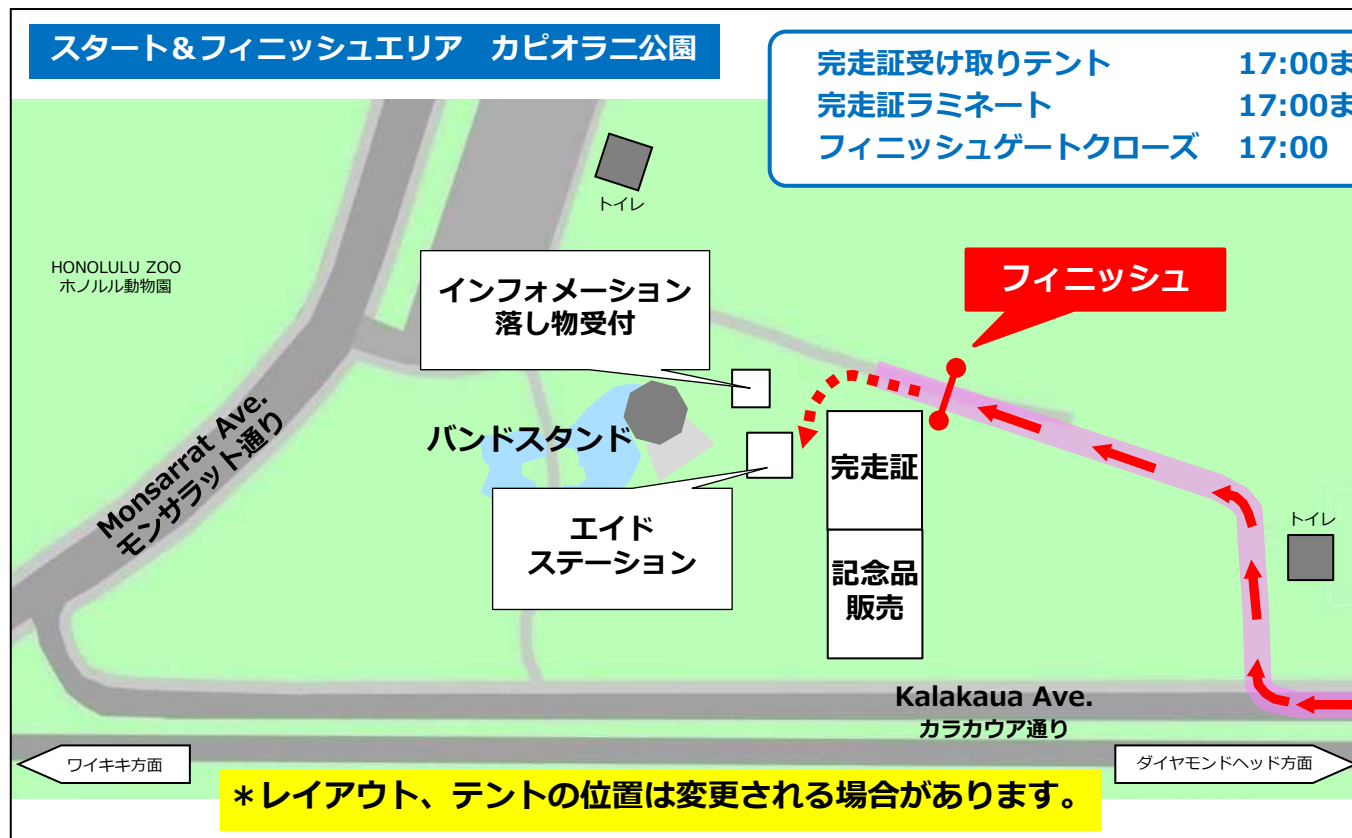 スタート&フィニッシュエリア　カピオラニ公園
完走証受け取りテント 17:00ま
完走証ラミネート 17:00ま
フィニッシュゲートクローズ 17:00
トイレ
HONOLULU ZOO
ホノルル動物園
インフォメーション
落し物受付
フィニッシュ
Monsarrat Ave.
モンサラット通り
バンドスタンド
完走証
エイド
ステーション
記念品
販売
トイレ
Kalakaua Ave.
カラカウア通り
ワイキキ方面
ダイヤモンドヘッド方面
＊レイアウト、テントの位置は変更される場合があります。